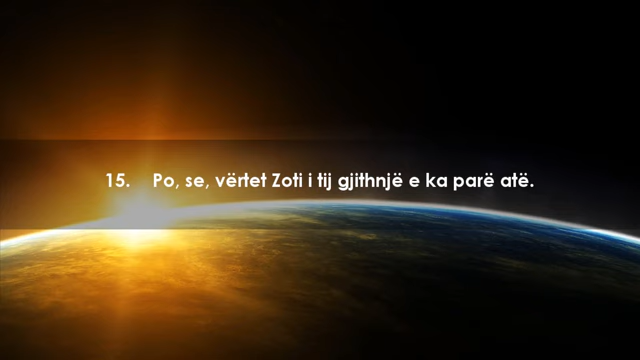 15. Po, se, vërtet Zoti i tij gjithnjë e ka parë atë.